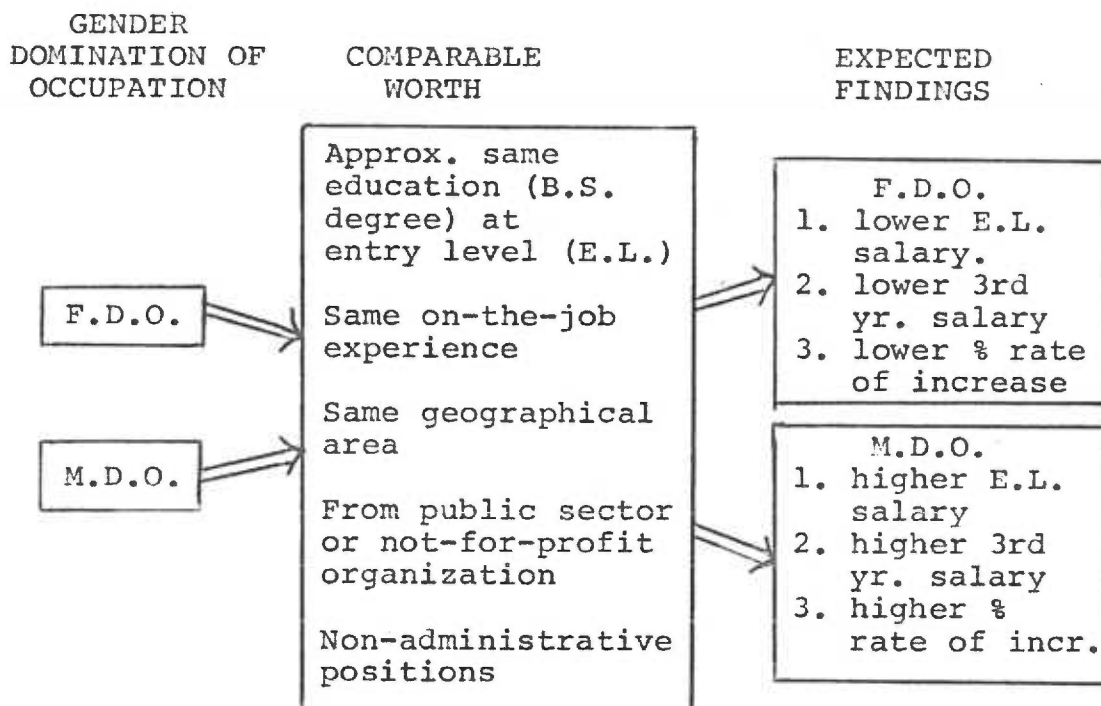 GENDER
DOMINATION OF
OCCUPATION
COMPARABLE
WORTH
EXPECTED
FINDINGS
F.D.O.
M.D.O.
Approx. same
education (B.S.
degree) at
entry level (E.L.)
Same on-the-job
experience
Same geographical
area
From public sector
or not-for-profit
organization
Non-administrative
positions
F.D.O.
1. lower E.L.
salary.
2. lower 3rd
yr. salary
3. lower % rate
of increase
M.D.O.
1. higher E.L.
salary
2. higher 3rd
yr. salary
3. higher %
rate of incr.